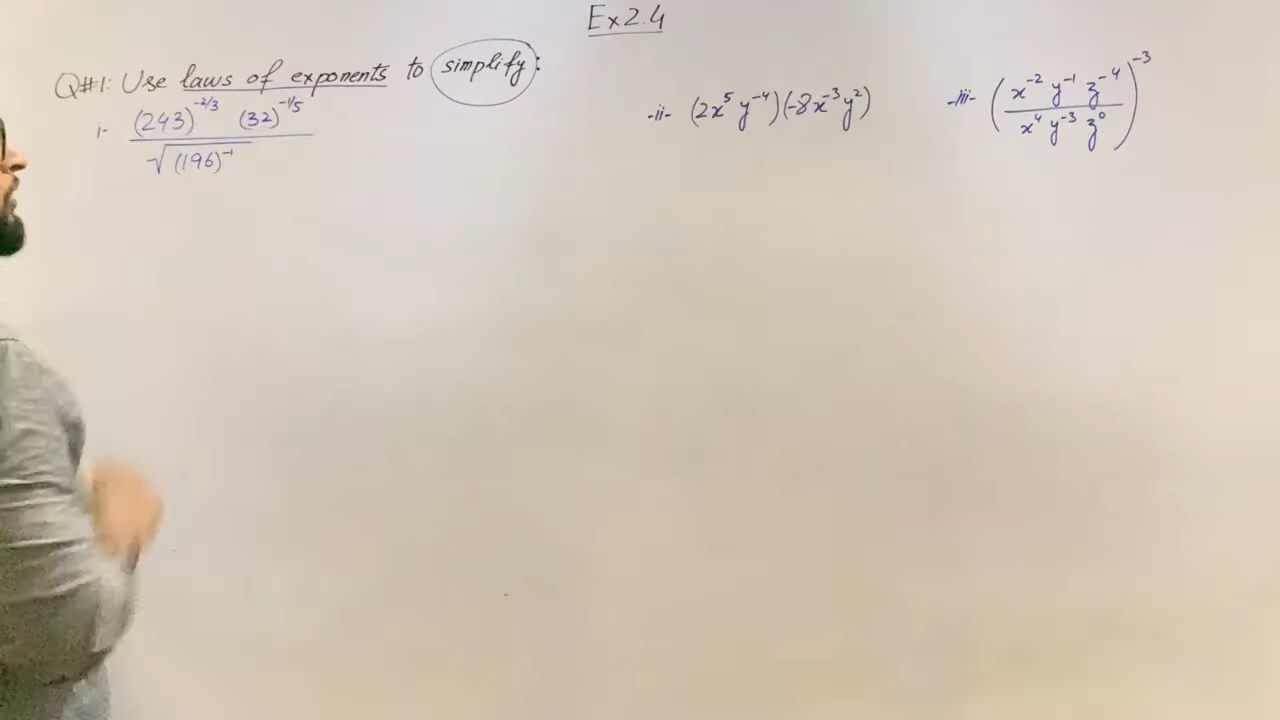 Ex 2.4
Q#1: Use laws of exponents to simplify:
i- (243)^{-2/3} (32)^{-1/5} / √(196)^{-1}
-ii- (2x^5 y^{-4})(-8x^{-3}y^2)
-iii- (x^{-2} y^{-1} z^{-4} / x^4 y^{-3} z^0)^{-3}